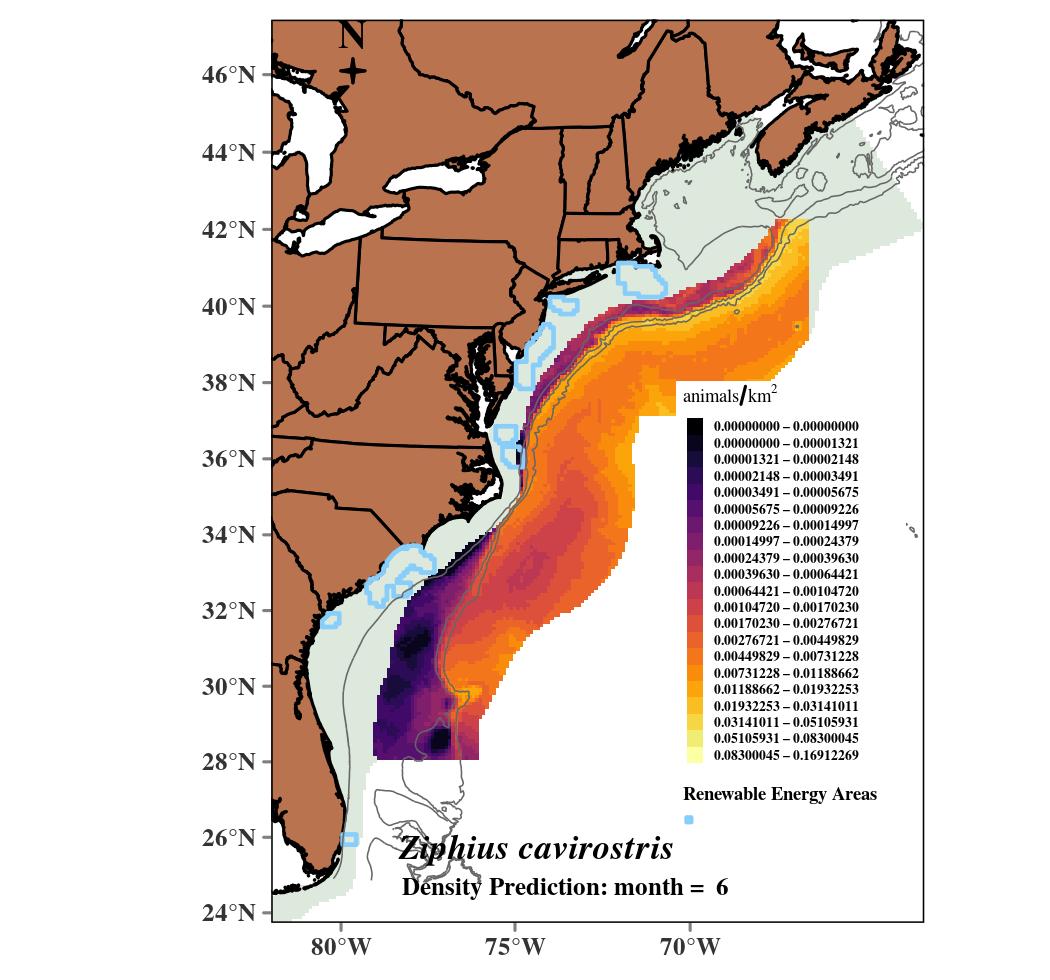 N
46°N
44°N
42°N
40°N
38°N
36°N
34°N
32°N
30°N
28°N
26°N
24°N
80°W
75°W
70°W
animals/km²
0.00000000 – 0.00000000
0.00000000 – 0.00001321
0.00001321 – 0.00002148
0.00002148 – 0.00003491
0.00003491 – 0.00005675
0.00005675 – 0.00009226
0.00009226 – 0.00014997
0.00014997 – 0.00024379
0.00024379 – 0.00039630
0.00039630 – 0.00064421
0.00064421 – 0.00104720
0.00104720 – 0.00170230
0.00170230 – 0.00276721
0.00276721 – 0.00449829
0.00449829 – 0.00731228
0.00731228 – 0.01188662
0.01188662 – 0.01932253
0.01932253 – 0.03141011
0.03141011 – 0.05105931
0.05105931 – 0.08300045
0.08300045 – 0.16912269
Renewable Energy Areas
Ziphius cavirostris
Density Prediction: month = 6